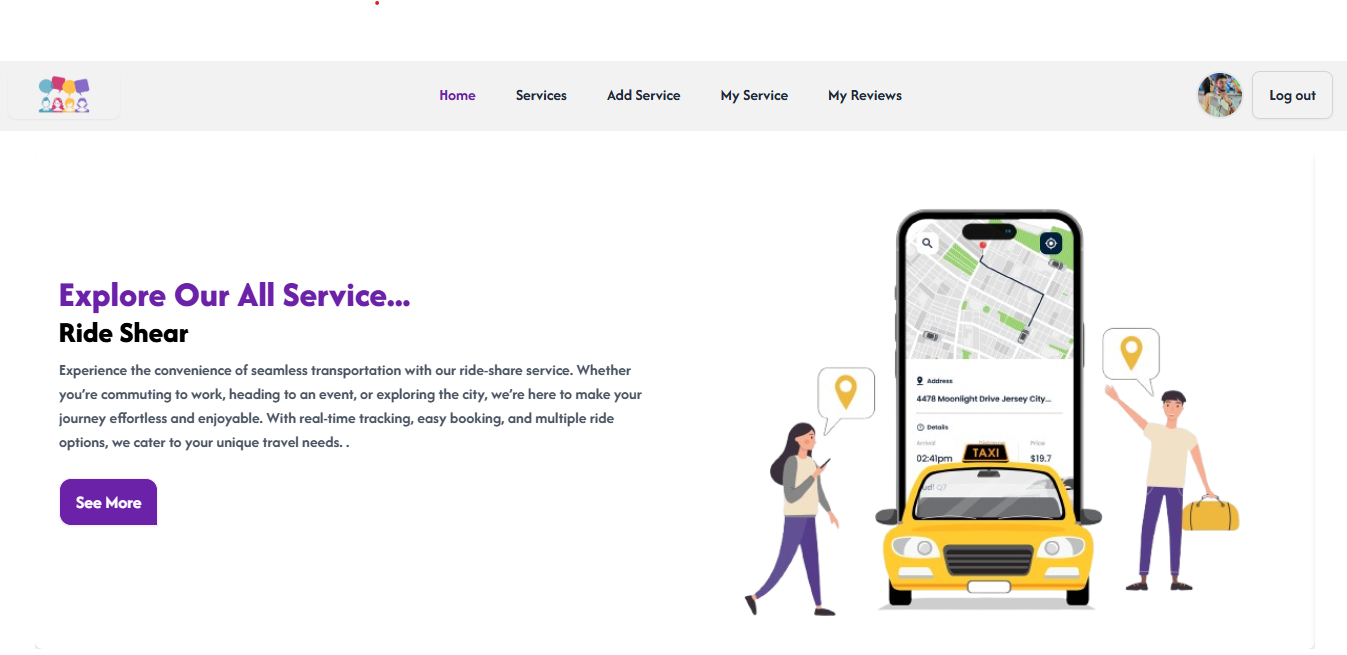 Home Services Add Service My Service My Reviews Log out
Explore Our All Service...
Ride Shear
Experience the convenience of seamless transportation with our ride-share service. Whether
you're commuting to work, heading to an event, or exploring the city, we're here to make your
journey effortless and enjoyable. With real-time tracking, easy booking, and multiple ride
options, we cater to your unique travel needs. .
See More
Address
4478 Moonlight Drive Jersey City...
Details
Arrival Distance Price
02:41pm $19.7
TAXI